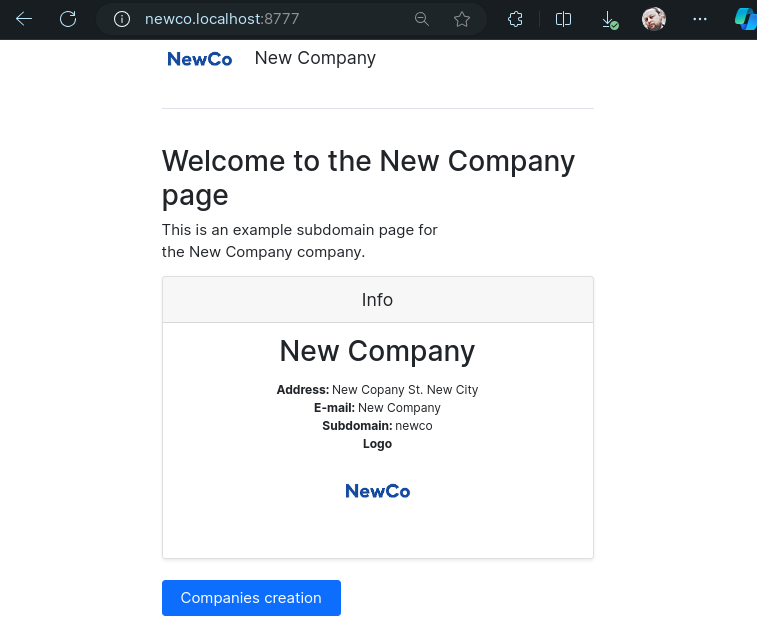 newco.localhost:8777
NewCo New Company
Welcome to the New Company
page
This is an example subdomain page for
the New Company company.
Info
New Company
Address: New Copany St. New City
E-mail: New Company
Subdomain: newco
Logo
NewCo
Companies creation